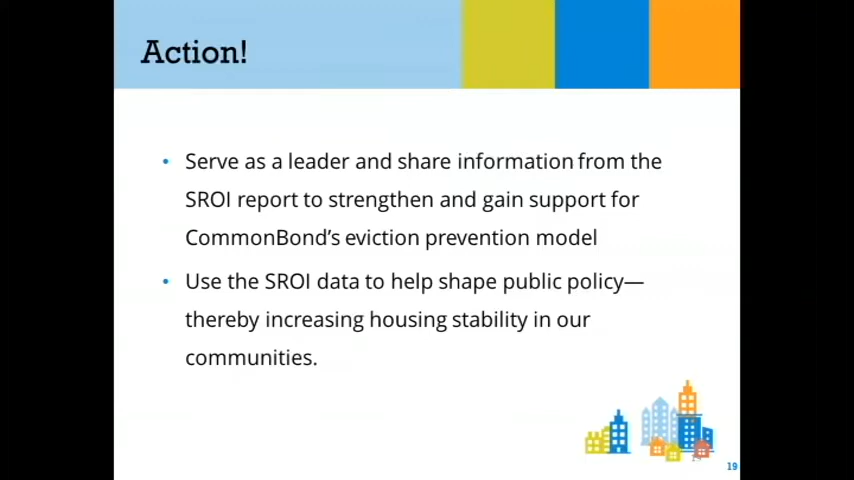 Action!
• Serve as a leader and share information from the
SROI report to strengthen and gain support for
CommonBond’s eviction prevention model
• Use the SROI data to help shape public policy—
thereby increasing housing stability in our
communities.
19